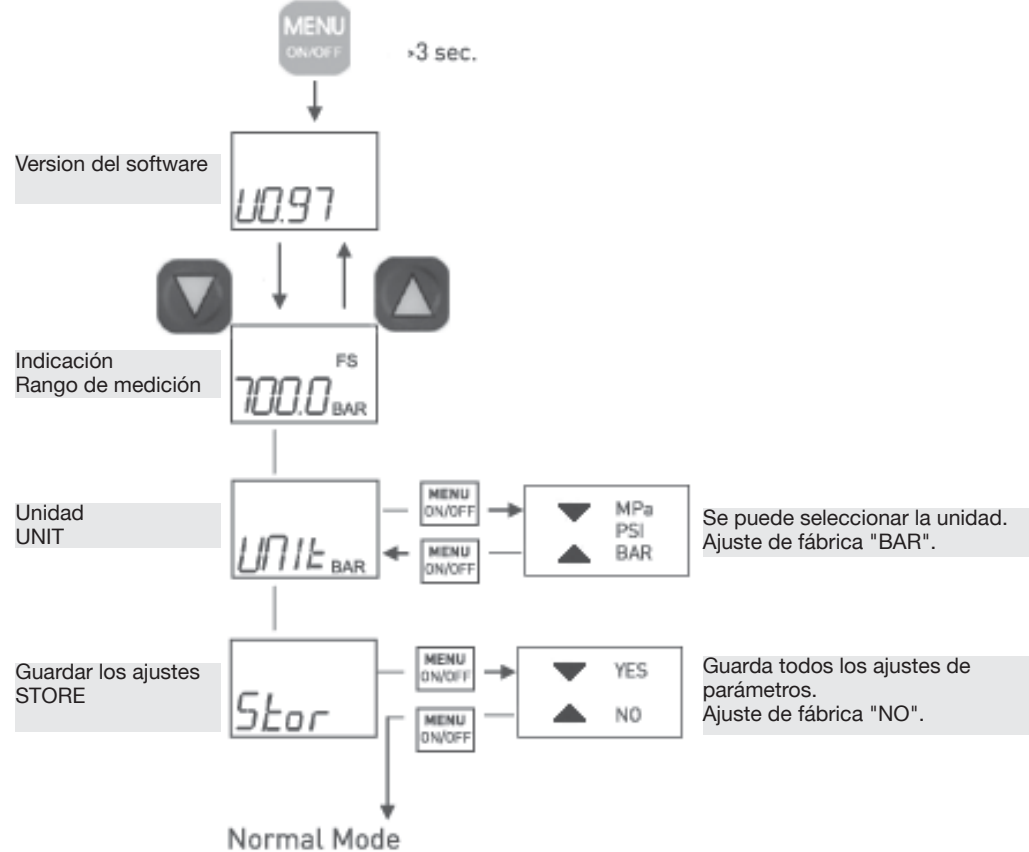 MENU
ON/OFF
>3 sec.
Version del software
V0.97
Indicación
Rango de medición
FS
700.0 BAR
Unidad
UNIT
UNIt BAR
MENU
ON/OFF
MENU
ON/OFF
MPa
PSI
BAR
Se puede seleccionar la unidad.
Ajuste de fábrica "BAR".
Guardar los ajustes
STORE
Stor
MENU
ON/OFF
MENU
ON/OFF
YES
NO
Guarda todos los ajustes de
parámetros.
Ajuste de fábrica "NO".
Normal Mode